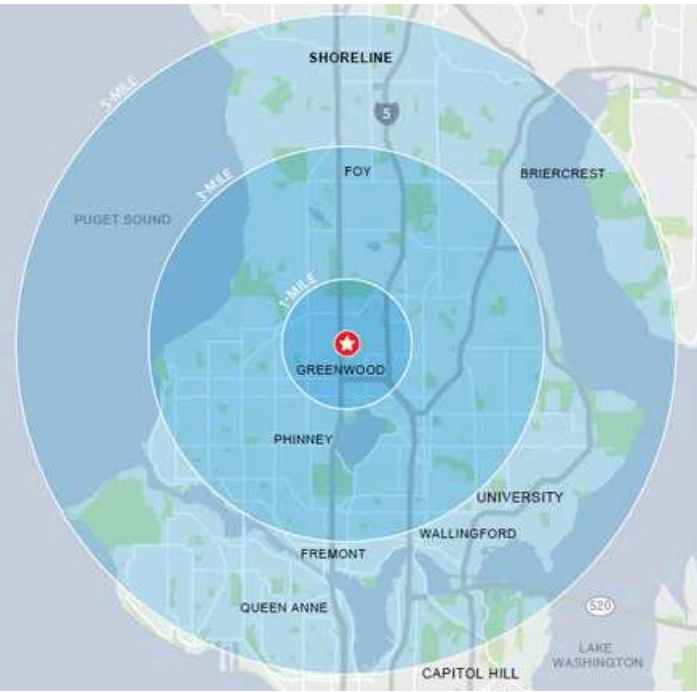 SHORELINE
5-MILE
5
FOY
BRIERCREST
3-MILE
PUGET SOUND
1-MILE
GREENWOOD
PHINNEY
UNIVERSITY
WALLINGFORD
FREMONT
QUEEN ANNE
520
LAKE
WASHINGTON
CAPITOL HILL